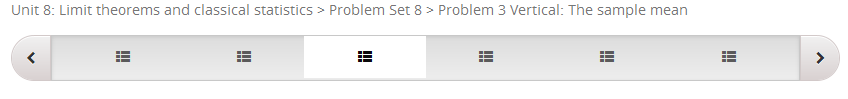 Unit 8: Limit theorems and classical statistics > Problem Set 8 > Problem 3 Vertical: The sample mean